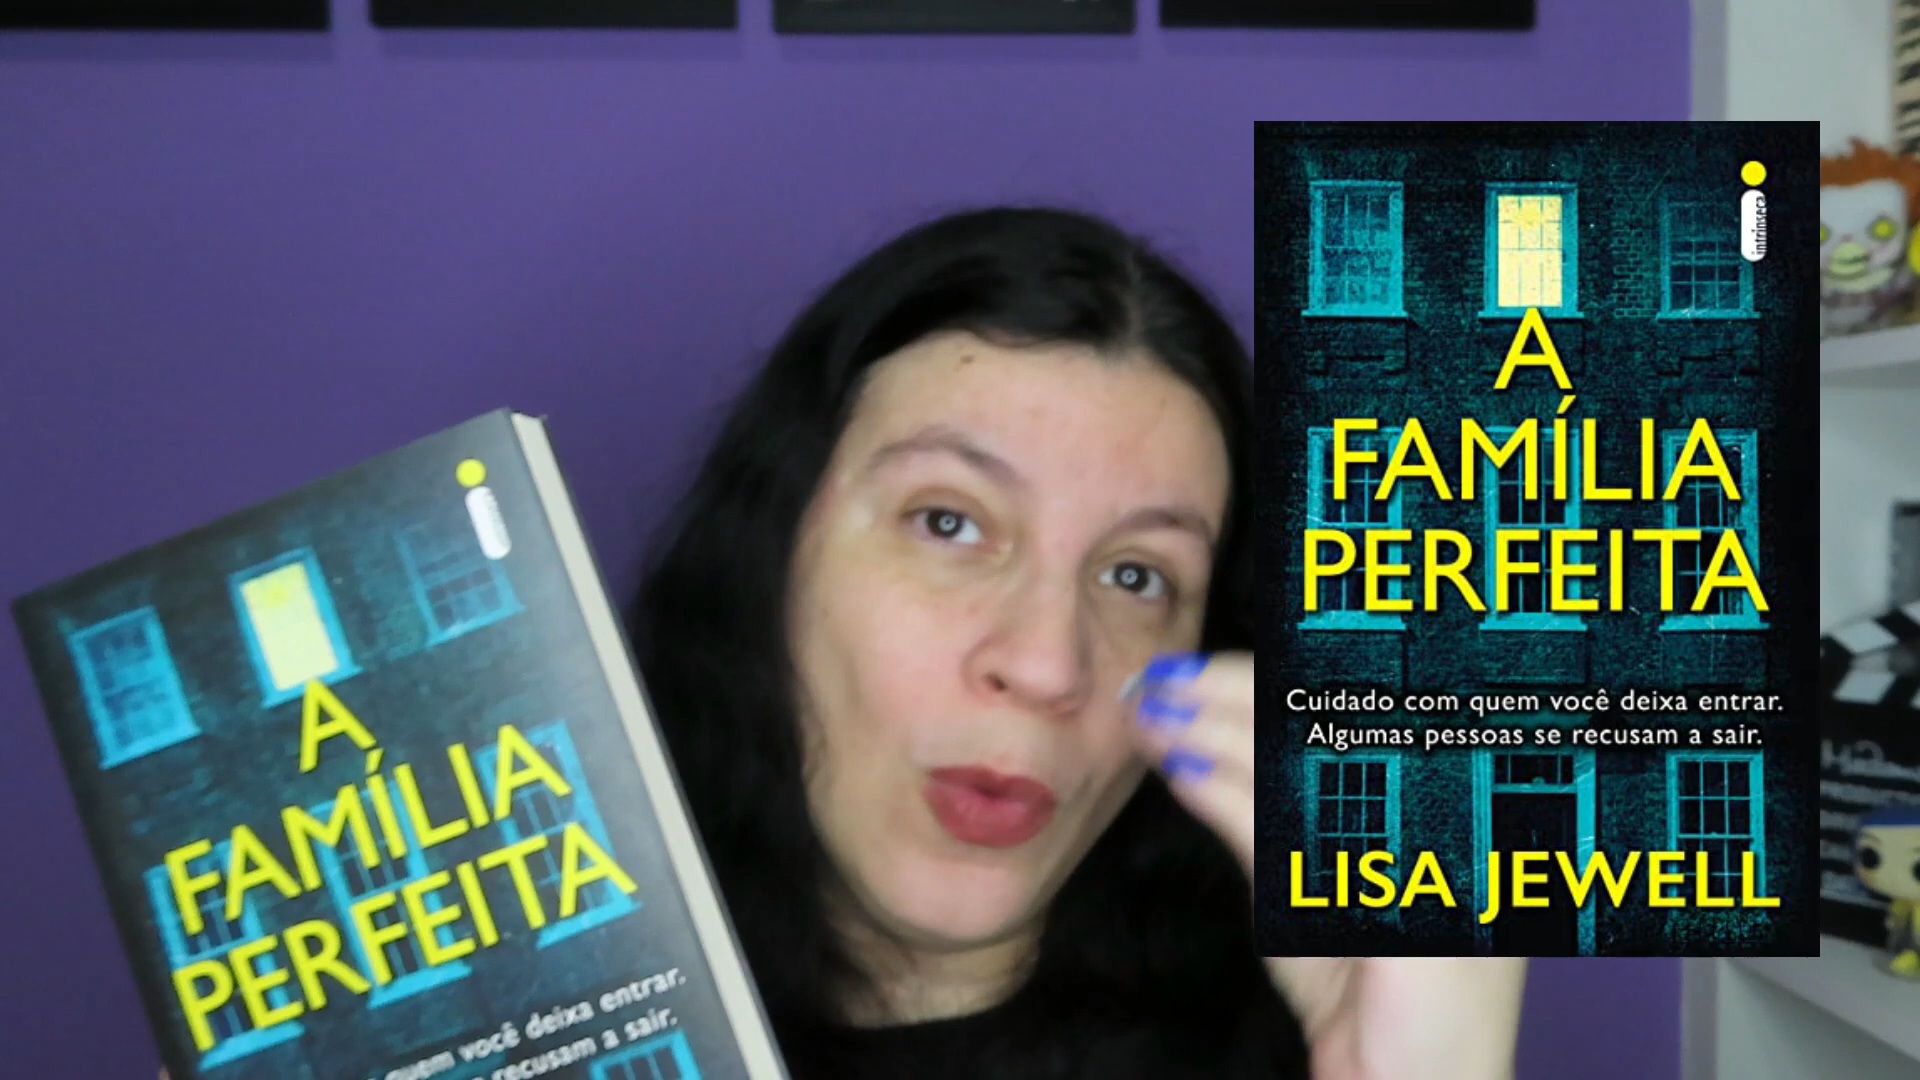 A
FAMÍLIA
PERFEITA
quem você deixa entrar.
recusam a sair.
intrínseca
A
FAMÍLIA
PERFEITA
Cuidado com quem você deixa entrar.
Algumas pessoas se recusam a sair.
LISA JEWELL